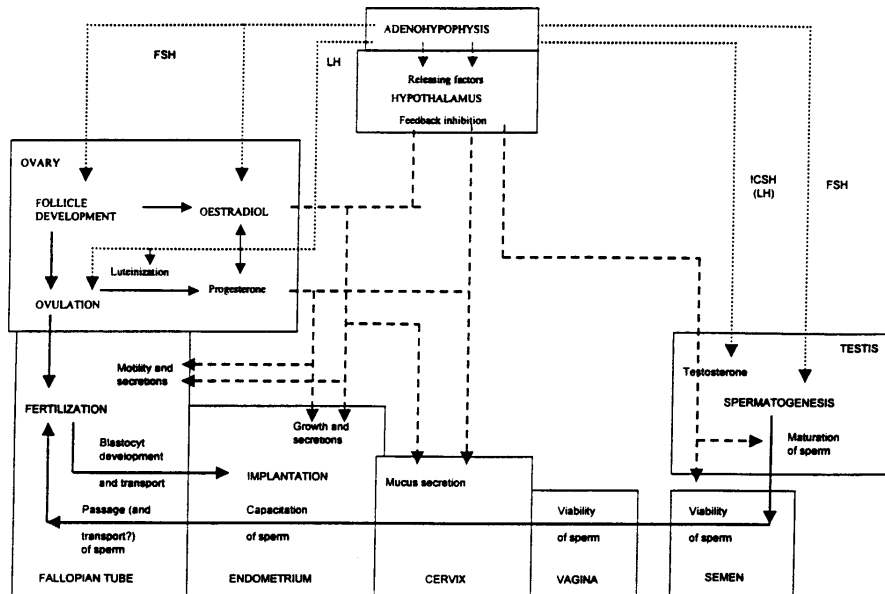 ADENOHYPOPHYSIS
FSH
LH
Releasing factors
HYPOTHALAMUS
Feedback inhibition
OVARY
ICSH
(LH)
FSH
FOLLICLE
DEVELOPMENT
OESTRADIOL
Luteinization
OVULATION
Progesterone
TESTIS
Motility and
secretions
Testosterone
FERTILIZATION
SPERMATOGENESIS
Growth and
secretions
Maturation
of sperm
Blastocyt
development
and transport
IMPLANTATION
Mucus secretion
Passage (and
transport?)
of sperm
Capacitation
of sperm
Viability
of sperm
Viability
of sperm
FALLOPIAN TUBE
ENDOMETRIUM
CERVIX
VAGINA
SEMEN